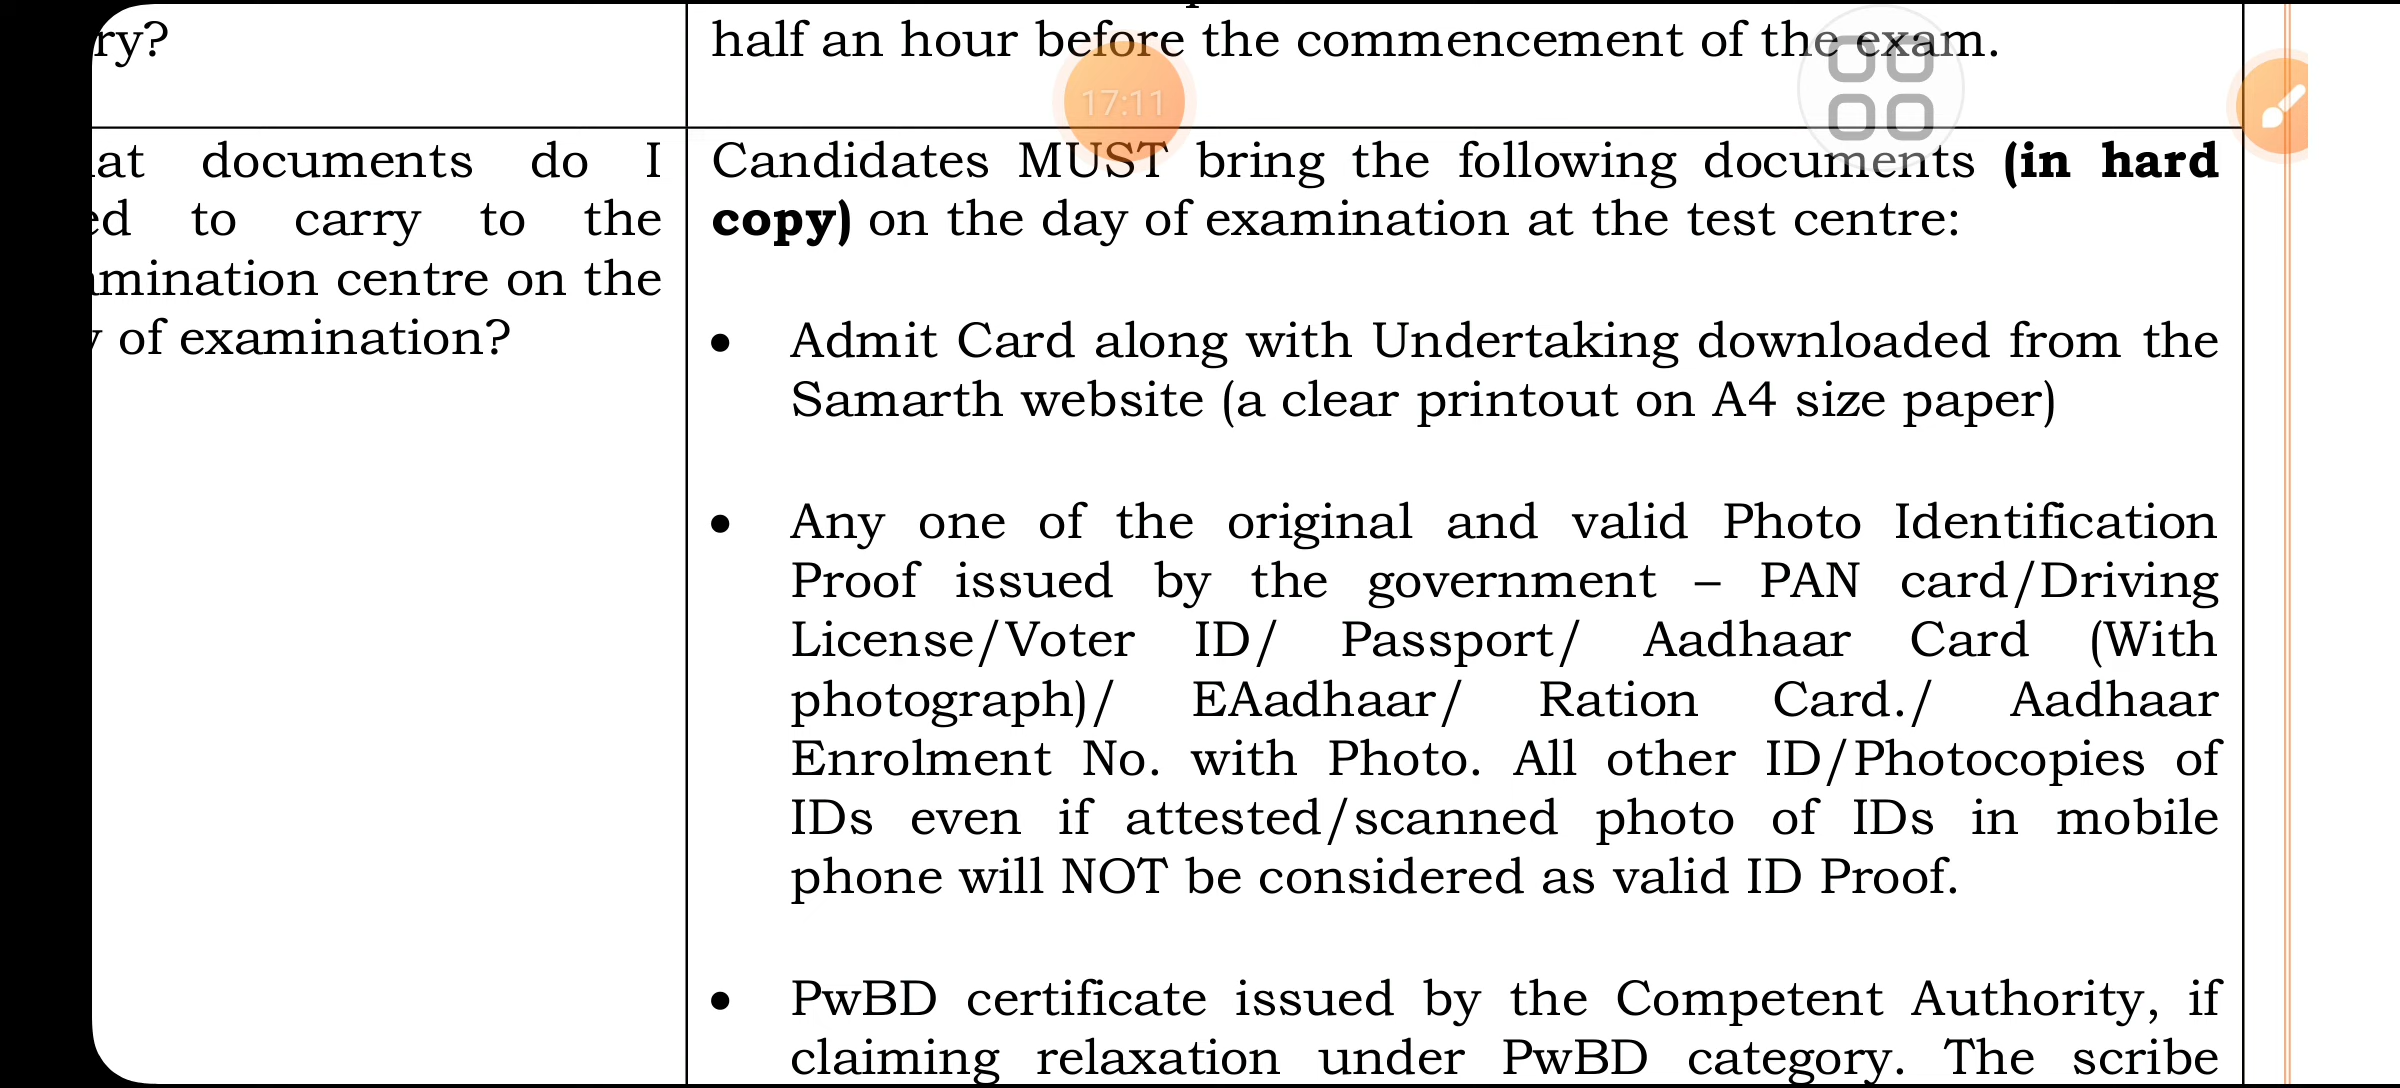 ry?
half an hour before the commencement of the exam.
17:11
at documents do I
ed to carry to the
amination centre on the
y of examination?
Candidates MUST bring the following documents (in hard
copy) on the day of examination at the test centre:
• Admit Card along with Undertaking downloaded from the
Samarth website (a clear printout on A4 size paper)
• Any one of the original and valid Photo Identification
Proof issued by the government – PAN card/Driving
License/Voter ID/ Passport/ Aadhaar Card (With
photograph)/ EAadhaar/ Ration Card./ Aadhaar
Enrolment No. with Photo. All other ID/Photocopies of
IDs even if attested/scanned photo of IDs in mobile
phone will NOT be considered as valid ID Proof.
• PwBD certificate issued by the Competent Authority, if
claiming relaxation under PwBD category. The scribe